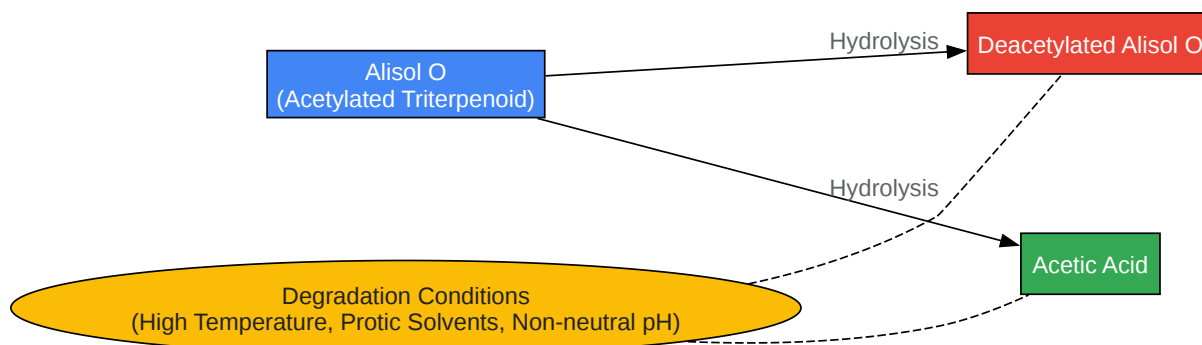 Hydrolysis
Deacetylated Alisol O
Alisol O
(Acetylated Triterpenoid)
Hydrolysis
Acetic Acid
Degradation Conditions
(High Temperature, Protic Solvents, Non-neutral pH)